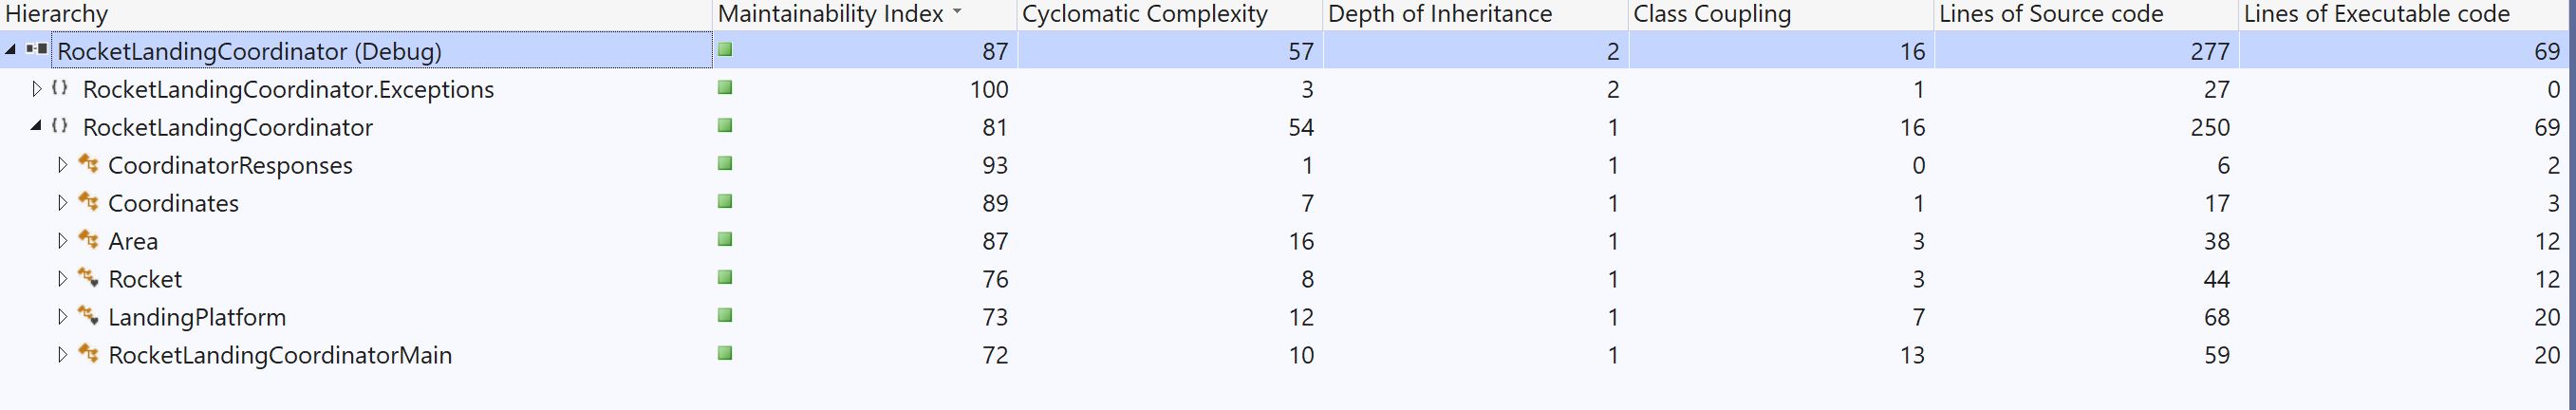 Hierarchy Maintainability Index Cyclomatic Complexity Depth of Inheritance Class Coupling Lines of Source code Lines of Executable code
RocketLandingCoordinator (Debug) 87 57 2 16 277 69
{} RocketLandingCoordinator.Exceptions 100 3 2 1 27 0
{} RocketLandingCoordinator 81 54 1 16 250 69
CoordinatorResponses 93 1 1 0 6 2
Coordinates 89 7 1 1 17 3
Area 87 16 1 3 38 12
Rocket 76 8 1 3 44 12
LandingPlatform 73 12 1 7 68 20
RocketLandingCoordinatorMain 72 10 1 13 59 20